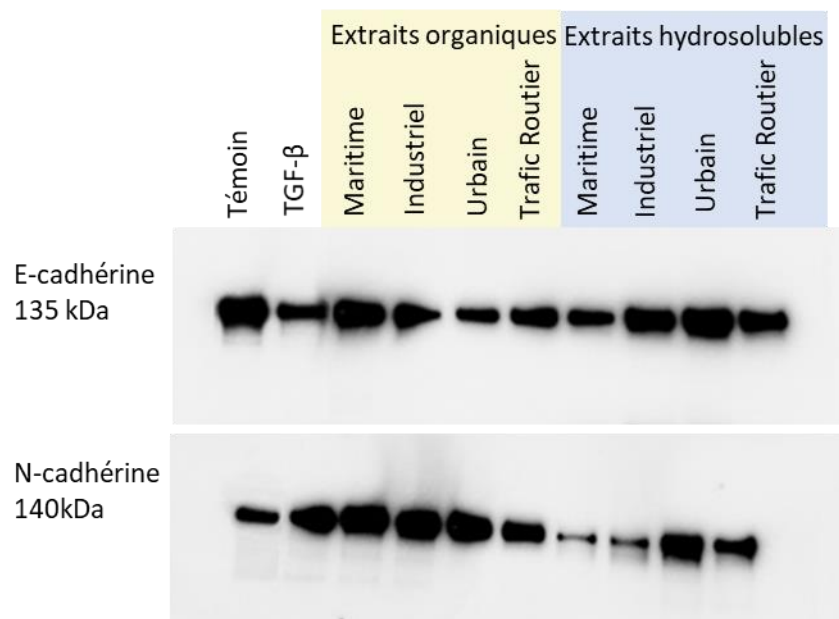 Extraits organiques
Extraits hydrosolubles
Témoin
TGF-β
Maritime
Industriel
Urbain
Trafic Routier
Maritime
Industriel
Urbain
Trafic Routier
E-cadhérine
135 kDa
N-cadhérine
140kDa